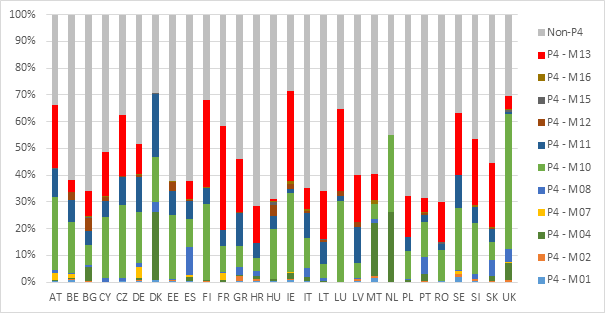 100%
90%
80%
70%
60%
50%
40%
30%
20%
10%
0%
AT BE BG CY CZ DE DK EE ES FI FR GR HR HU IE IT LT LU LV MT NL PL PT RO SE SI SK UK
Non-P4
P4 - M13
P4 - M16
P4 - M15
P4 - M12
P4 - M11
P4 - M10
P4 - M08
P4 - M07
P4 - M04
P4 - M02
P4 - M01